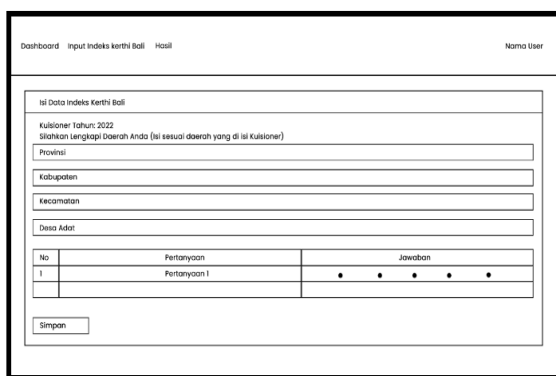 Dashboard Input Indeks kerthi Bali Hasil Nama User
Isi Data Indeks Kerthi Bali
Kuisioner Tahun: 2022
Silahkan Lengkapi Daerah Anda (Isi sesuai daerah yang di isi Kuisioner)
Provinsi
Kabupaten
Kecamatan
Desa Adat
No Pertanyaan Jawaban
1 Pertanyaan 1
Simpan